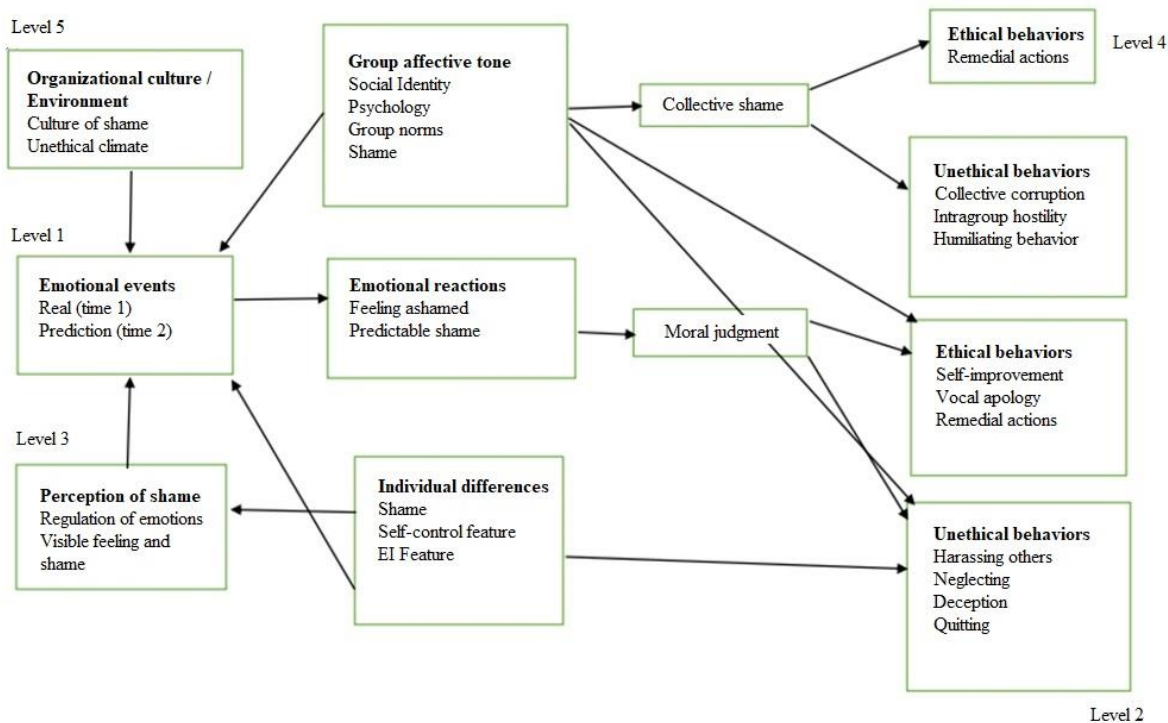 Level 5
Organizational culture /
Environment
Culture of shame
Unethical climate
Group affective tone
Social Identity
Psychology
Group norms
Shame
Collective shame
Ethical behaviors
Remedial actions
Level 4
Unethical behaviors
Collective corruption
Intragroup hostility
Humiliating behavior
Level 1
Emotional events
Real (time 1)
Prediction (time 2)
Emotional reactions
Feeling ashamed
Predictable shame
Moral judgment
Ethical behaviors
Self-improvement
Vocal apology
Remedial actions
Level 3
Perception of shame
Regulation of emotions
Visible feeling and
shame
Individual differences
Shame
Self-control feature
EI Feature
Unethical behaviors
Harassing others
Neglecting
Deception
Quitting
Level 2